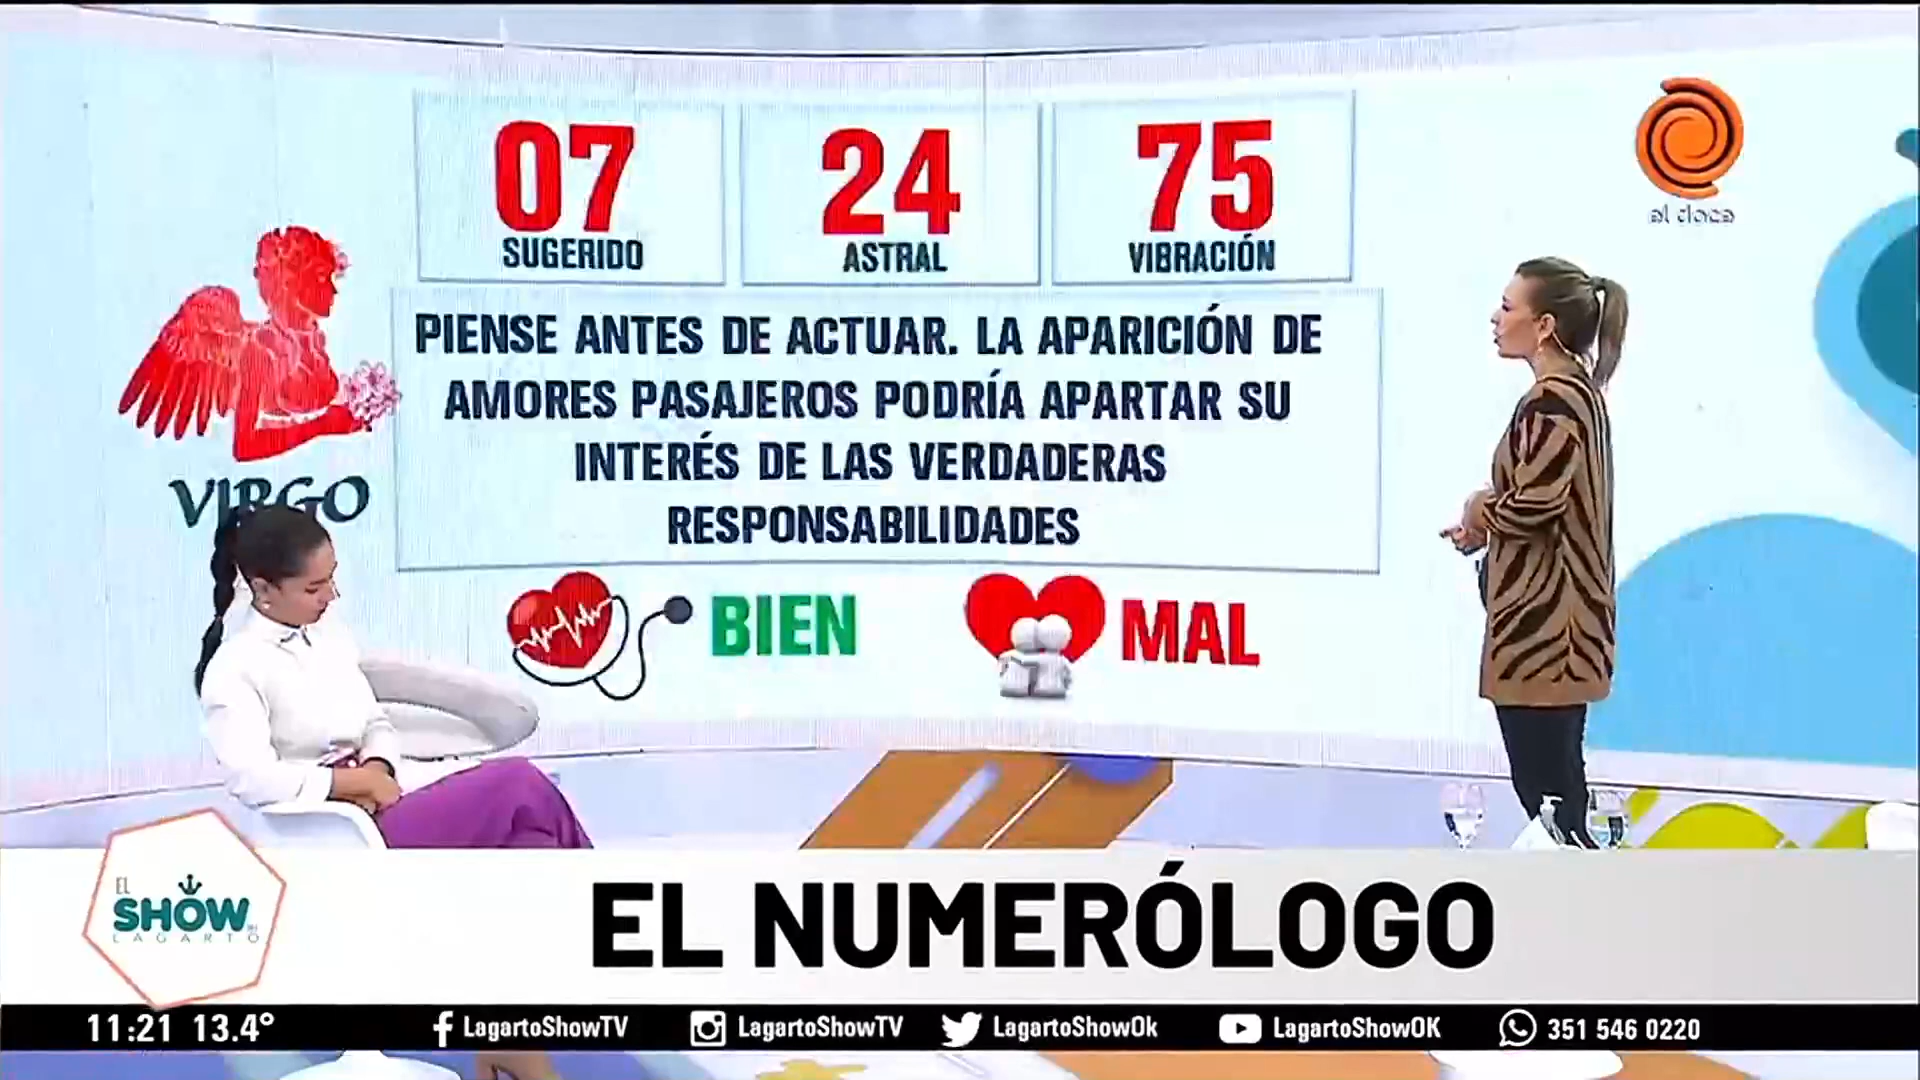 07
SUGERIDO
24
ASTRAL
75
VIBRACIÓN
el doce
PIENSE ANTES DE ACTUAR. LA APARICIÓN DE
AMORES PASAJEROS PODRÍA APARTAR SU
INTERÉS DE LAS VERDADERAS
RESPONSABILIDADES
VIRGO
BIEN
MAL
EL
SHOW
DEL
LAGARTO
EL NUMERÓLOGO
11:21 13.4°
LagartoShowTV
LagartoShowTV
LagartoShowOk
LagartoShowOK
351 546 0220